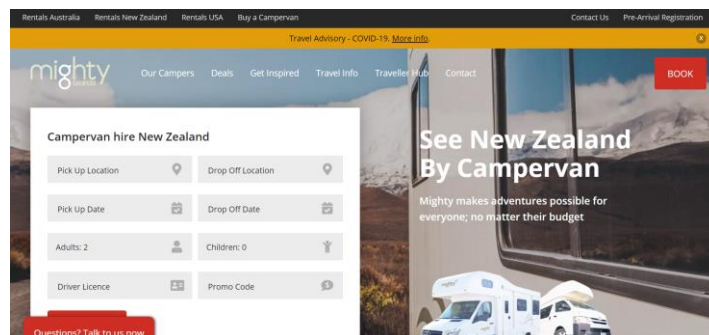 Rentals Australia Rentals New Zealand Rentals USA Buy a Campervan Contact Us Pre-Arrival Registration
Travel Advisory - COVID-19. More info.
mighty Our Campers Deals Get Inspired Travel Info Traveller Hub Contact BOOK
Campervan hire New Zealand
Pick Up Location Drop Off Location
Pick Up Date Drop Off Date
Adults: 2 Children: 0
Driver Licence Promo Code
Questions? Talk to us now
See New Zealand
By Campervan
Mighty makes adventures possible for
everyone; no matter their budget